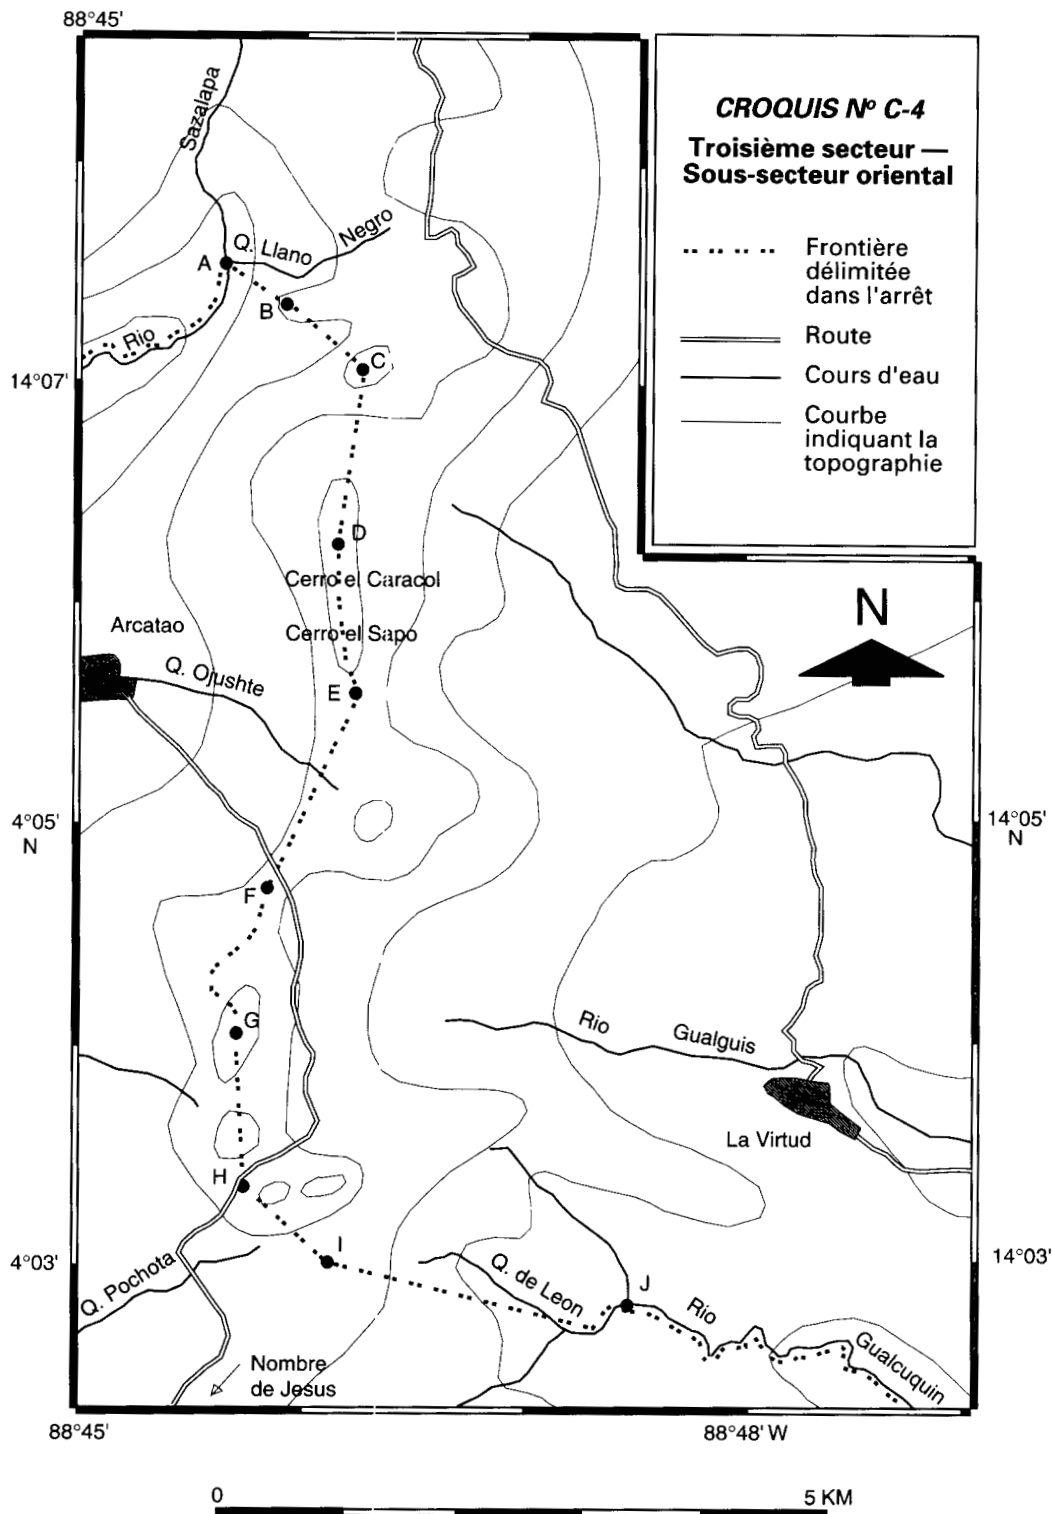 88°45'
CROQUIS Nº C-4
Troisième secteur —
Sous-secteur oriental
Frontière
délimitée
dans l'arrêt
Route
Cours d'eau
Courbe
indiquant la
topographie
Sazalapa
Q. Llano Negro
A
B
Rio
C
14°07'
D
Cerro el Caracol
N
Arcatao
Cerro el Sapo
Q. Ojushte
E
4°05'
N
14°05'
N
F
G
Rio Gualguis
La Virtud
H
I
4°03'
14°03'
Q. Pochota
Q. de Leon
J
Rio Gualcuquin
Nombre
de Jesus
88°45'
88°48' W
0
5 KM